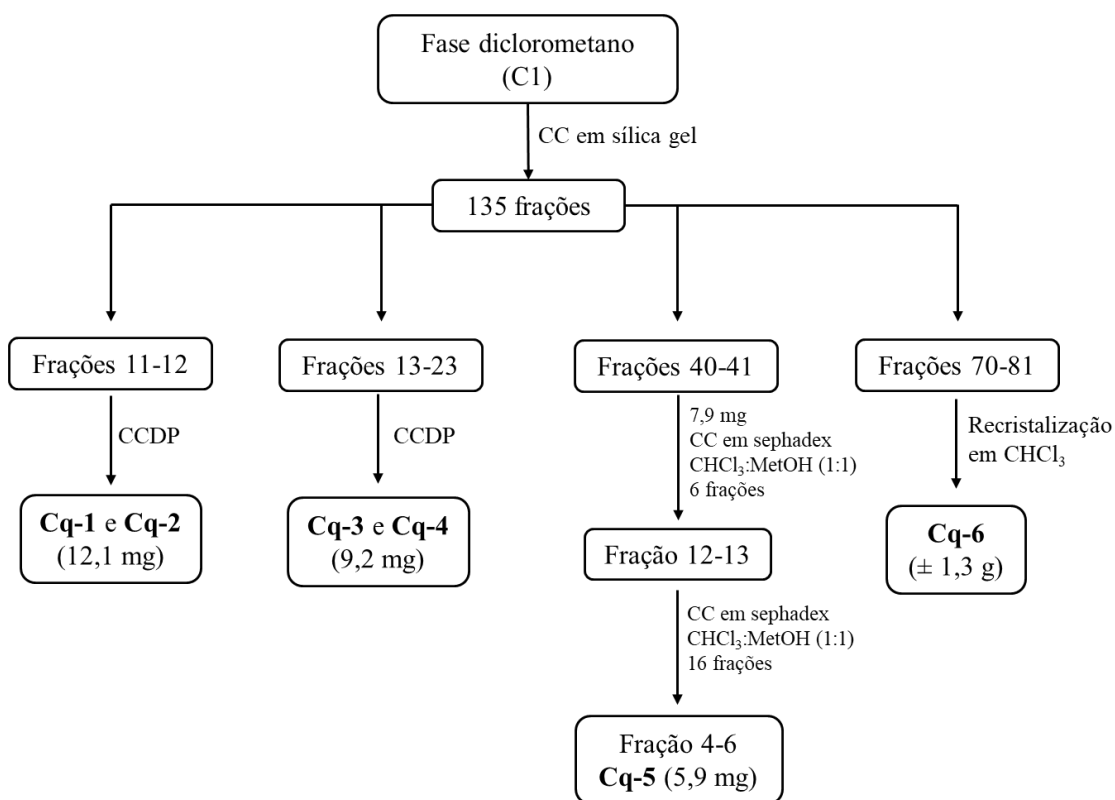 Fase diclorometano
(C1)
CC em sílica gel
135 frações
Frações 11-12
Frações 13-23
Frações 40-41
Frações 70-81
CCDP
CCDP
7,9 mg
CC em sephadex
CHCl₃:MetOH (1:1)
6 frações
Recristalização
em CHCl₃
Cq-1 e Cq-2
(12,1 mg)
Cq-3 e Cq-4
(9,2 mg)
Fração 12-13
Cq-6
(± 1,3 g)
CC em sephadex
CHCl₃:MetOH (1:1)
16 frações
Fração 4-6
Cq-5 (5,9 mg)